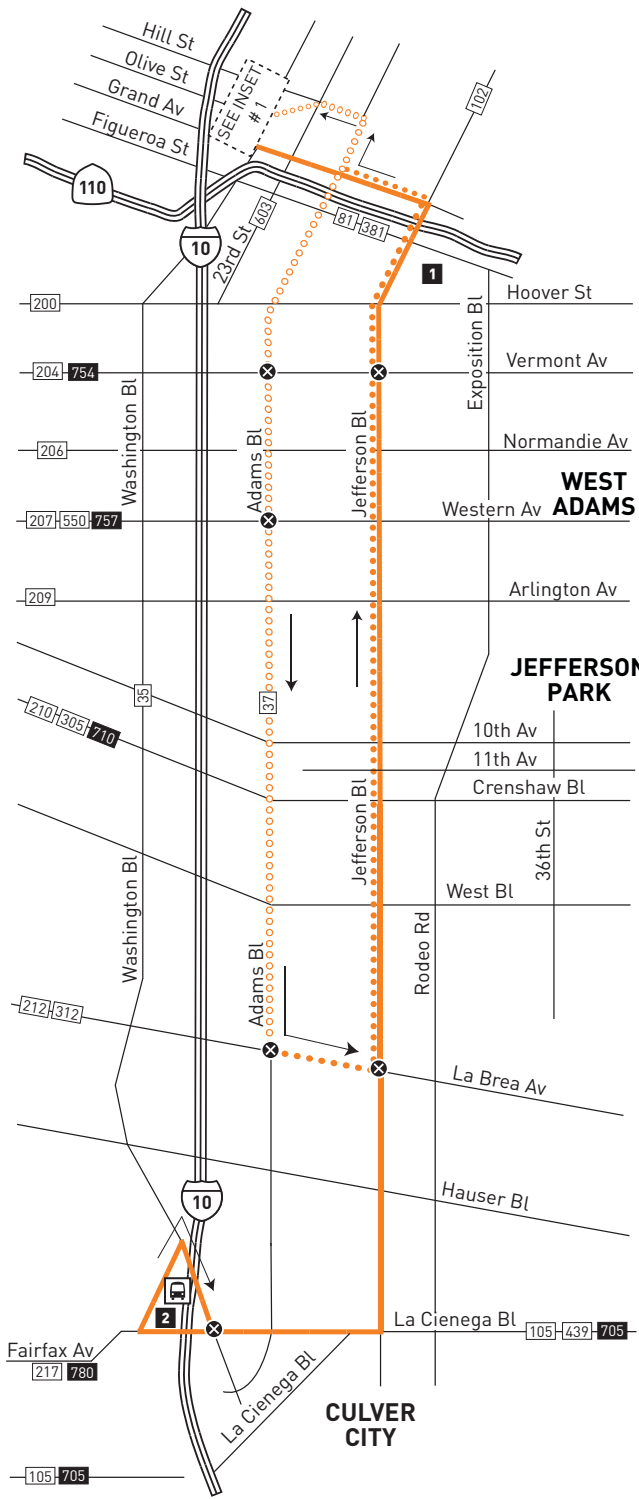 Hill St
Olive St
Grand Av
Figueroa St
SEE INSET
# 1
102
110
10
23rd St
603
81 381
1
Exposition Bl
200
Hoover St
204 754
Vermont Av
Washington Bl
Adams Bl
Jefferson Bl
206
Normandie Av
WEST
ADAMS
207 550 757
Western Av
209
Arlington Av
JEFFERSON
PARK
35
37
210 305 710
10th Av
11th Av
Crenshaw Bl
Jefferson Bl
36th St
Washington Bl
West Bl
Adams Bl
Rodeo Rd
212 312
La Brea Av
Hauser Bl
10
2
La Cienega Bl
105 439 705
Fairfax Av
217 780
La Cienega Bl
CULVER
CITY
105 705